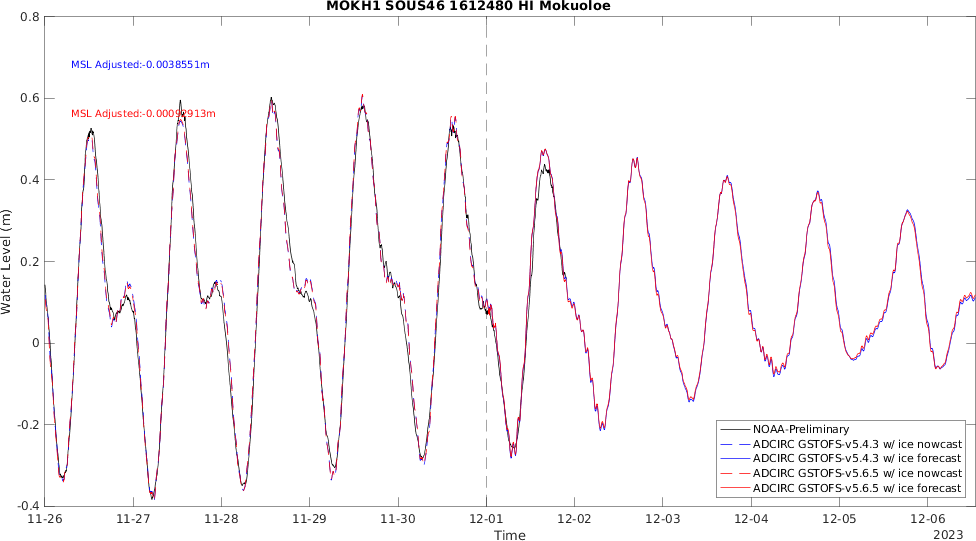 MOKH1 SOUS46 1612480 HI Mokuoloe
MSL Adjusted:-0.0038551m
MSL Adjusted:-0.00092913m
Water Level (m)
0.8
0.6
0.4
0.2
0
-0.2
-0.4
NOAA-Preliminary
ADCIRC GSTOFS-v5.4.3 w/ ice nowcast
ADCIRC GSTOFS-v5.4.3 w/ ice forecast
ADCIRC GSTOFS-v5.6.5 w/ ice nowcast
ADCIRC GSTOFS-v5.6.5 w/ ice forecast
11-26 11-27 11-28 11-29 11-30 12-01 12-02 12-03 12-04 12-05 12-06
Time
2023